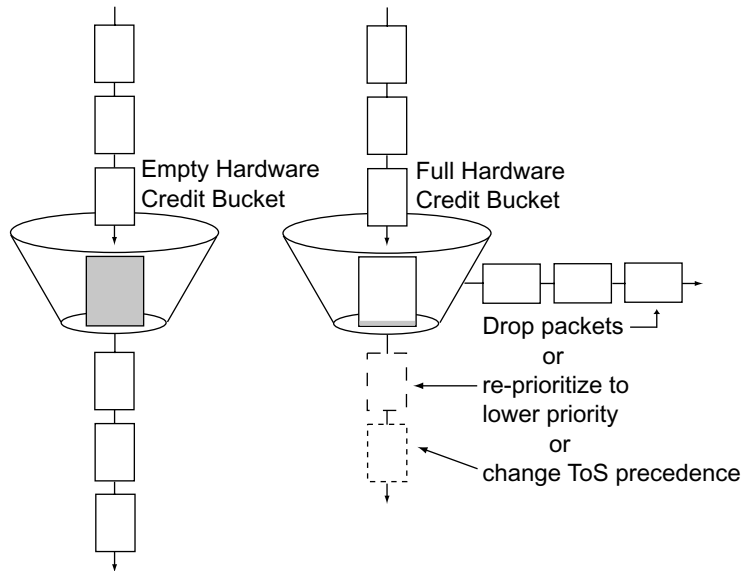 Empty Hardware
Credit Bucket
Full Hardware
Credit Bucket
Drop packets
or
re-prioritize to
lower priority
or
change ToS precedence